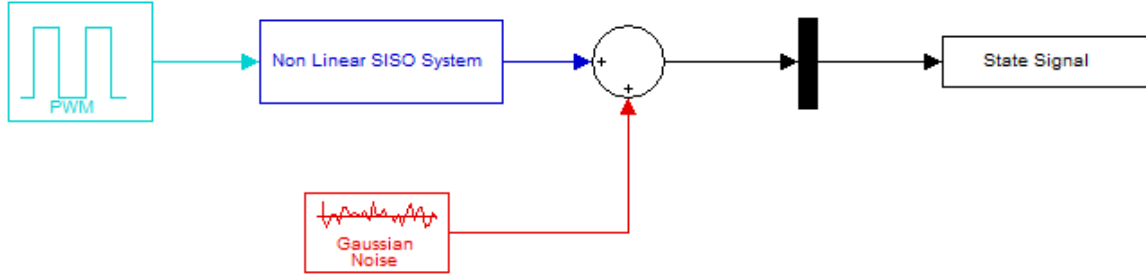 PWM
Non Linear SISO System
+
+
State Signal
Gaussian
Noise